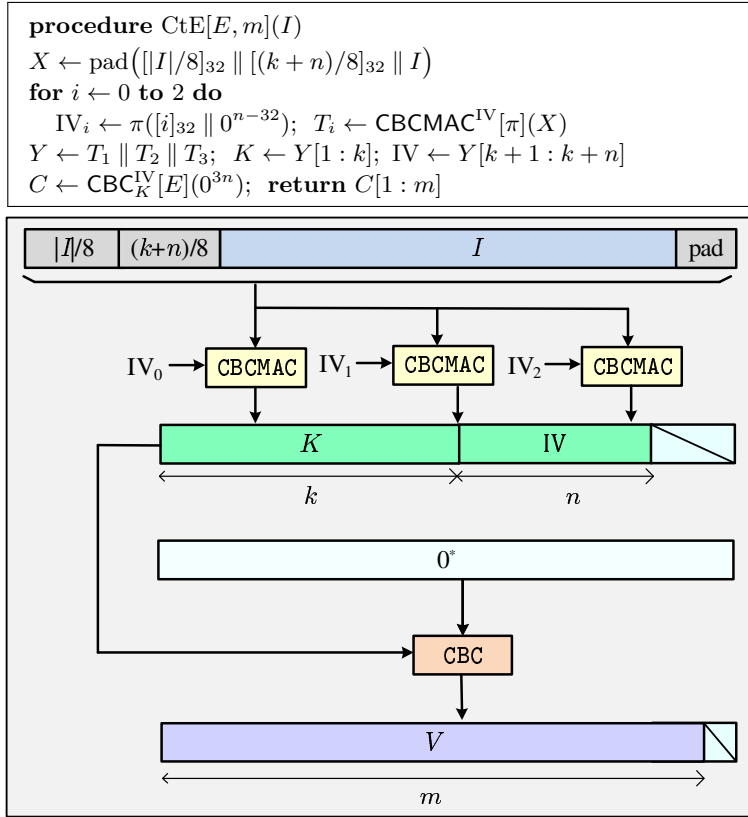 procedure CtE[E, m](I)
X ← pad([|I|/8]₃₂ ‖ [(k + n)/8]₃₂ ‖ I)
for i ← 0 to 2 do
IVᵢ ← π([i]₃₂ ‖ 0ⁿ⁻³²); Tᵢ ← CBCMAC^IV[π](X)
Y ← T₁ ‖ T₂ ‖ T₃; K ← Y[1 : k]; IV ← Y[k + 1 : k + n]
C ← CBC_K^IV[E](0³ⁿ); return C[1 : m]
|I|/8 (k+n)/8 I pad
IV₀ CBCMAC IV₁ CBCMAC IV₂ CBCMAC
K IV
k n
0*
CBC
V
m